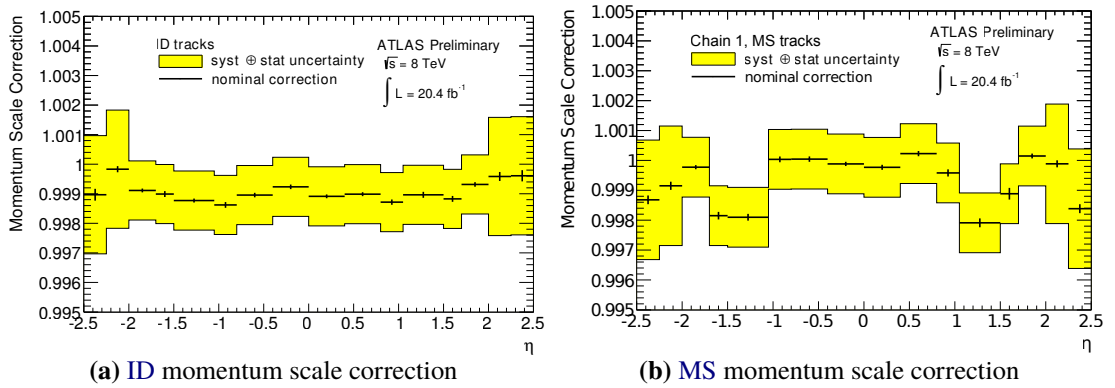 Momentum Scale Correction
1.005
1.004
1.003
1.002
1.001
1
0.999
0.998
0.997
0.996
0.995
ID tracks
syst ⊕ stat uncertainty
nominal correction
ATLAS Preliminary
√s = 8 TeV
∫ L = 20.4 fb⁻¹
-2.5 -2 -1.5 -1 -0.5 0 0.5 1 1.5 2 2.5
η
(a) ID momentum scale correction
Momentum Scale Correction
1.005
1.004
1.003
1.002
1.001
1
0.999
0.998
0.997
0.996
0.995
Chain 1, MS tracks
syst ⊕ stat uncertainty
nominal correction
ATLAS Preliminary
√s = 8 TeV
∫ L = 20.4 fb⁻¹
-2.5 -2 -1.5 -1 -0.5 0 0.5 1 1.5 2 2.5
η
(b) MS momentum scale correction